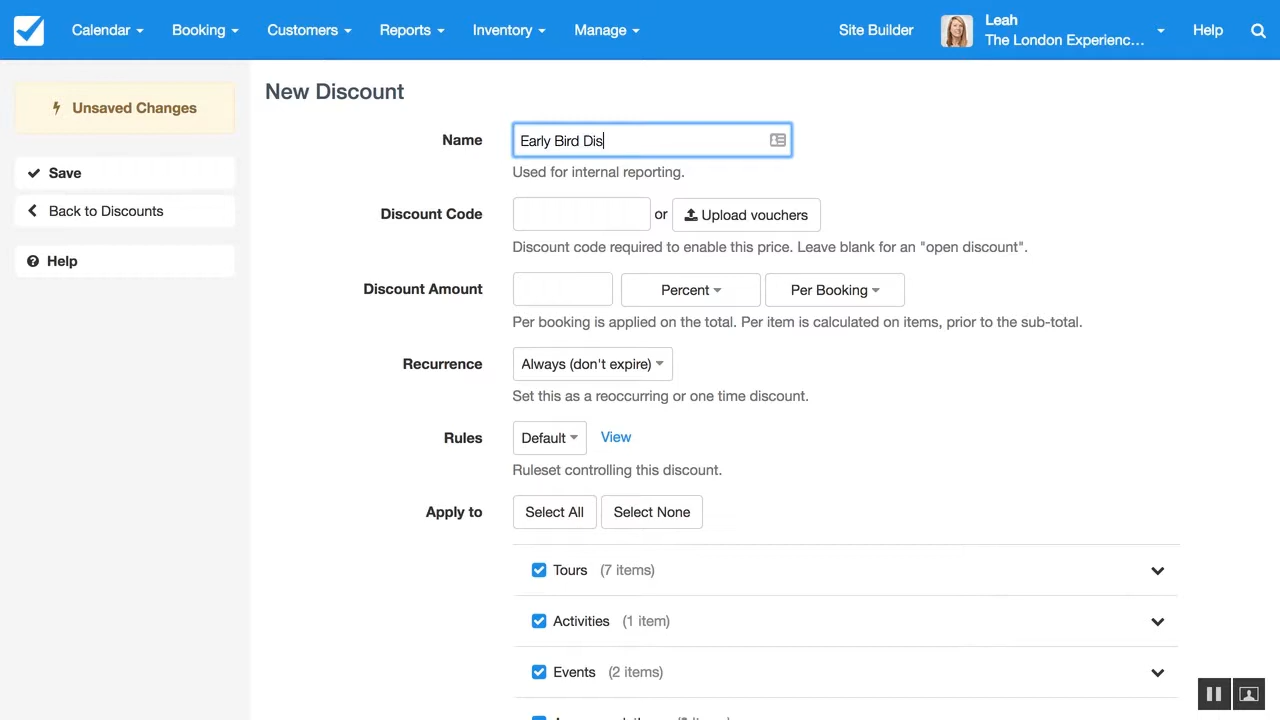 Calendar Booking Customers Reports Inventory Manage Site Builder Leah Help
The London Experienc...
Unsaved Changes
Save
Back to Discounts
Help
New Discount
Name Early Bird Dis
Used for internal reporting.
Discount Code or Upload vouchers
Discount code required to enable this price. Leave blank for an "open discount".
Discount Amount Percent Per Booking
Per booking is applied on the total. Per item is calculated on items, prior to the sub-total.
Recurrence Always (don't expire)
Set this as a reoccurring or one time discount.
Rules Default View
Ruleset controlling this discount.
Apply to Select All Select None
Tours (7 items)
Activities (1 item)
Events (2 items)